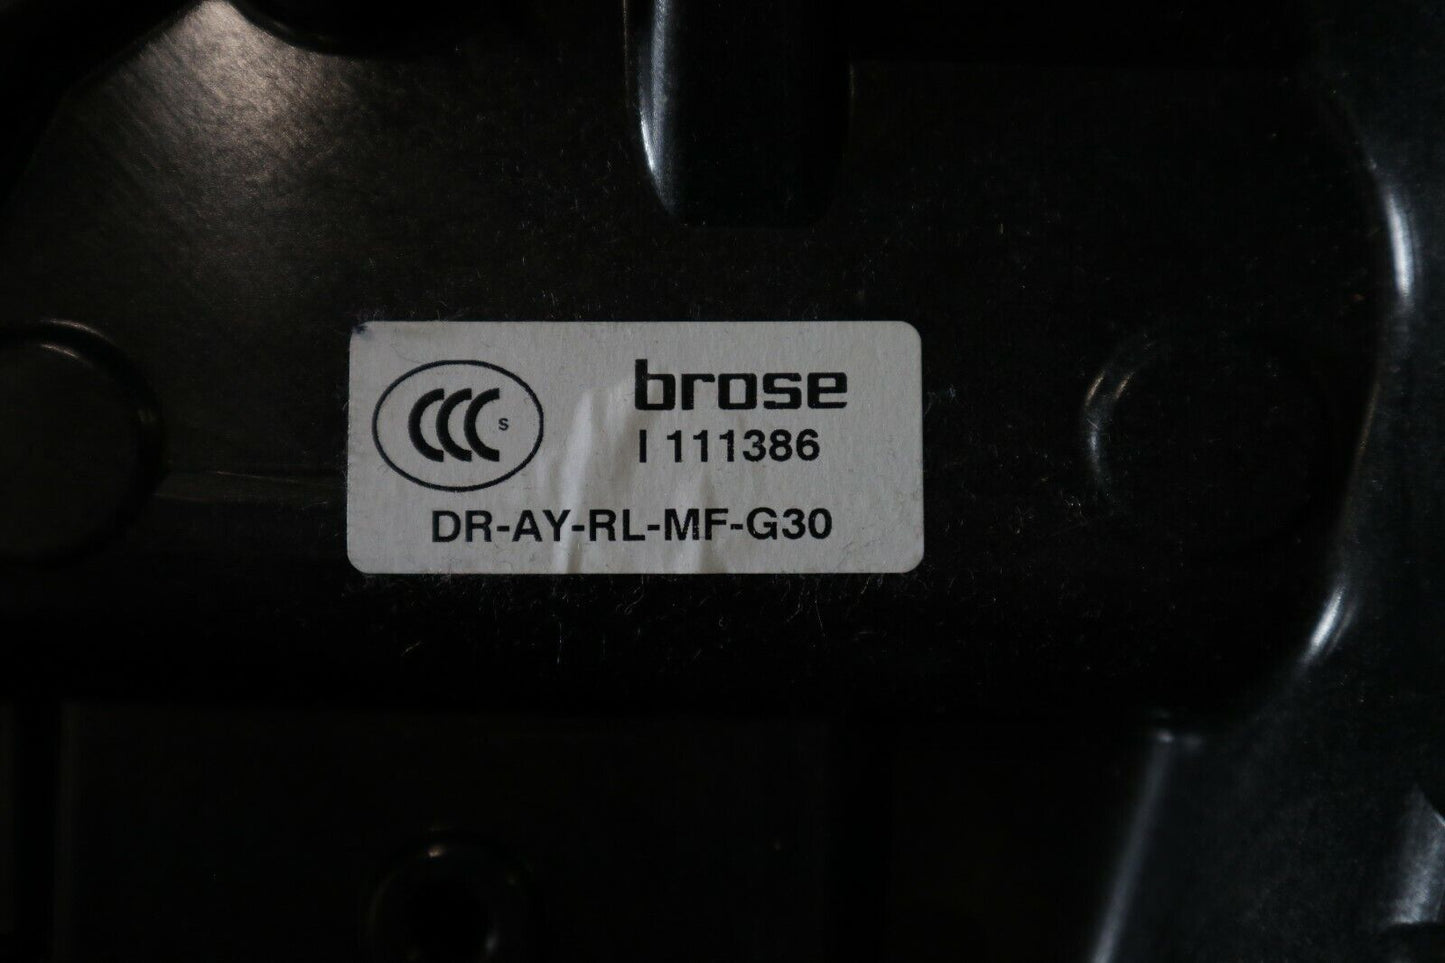 CCC S
brose
I 111386
DR-AY-RL-MF-G30